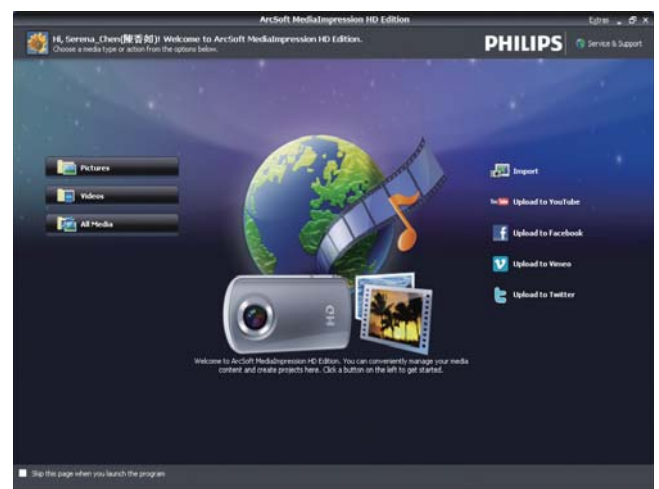 ArcSoft MediaImpression HD Edition
Extras
Hi, Serena_Chen(陳香如)! Welcome to ArcSoft MediaImpression HD Edition.
Choose a media type or action from the options below.
PHILIPS
Service & Support
Pictures
Videos
All Media
Import
You Tube Upload to YouTube
f Upload to Facebook
v Upload to Vimeo
t Upload to Twitter
HD
Welcome to ArcSoft MediaImpression HD Edition. You can conveniently manage your media
content and create projects here. Click a button on the left to get started.
Skip this page when you launch the program